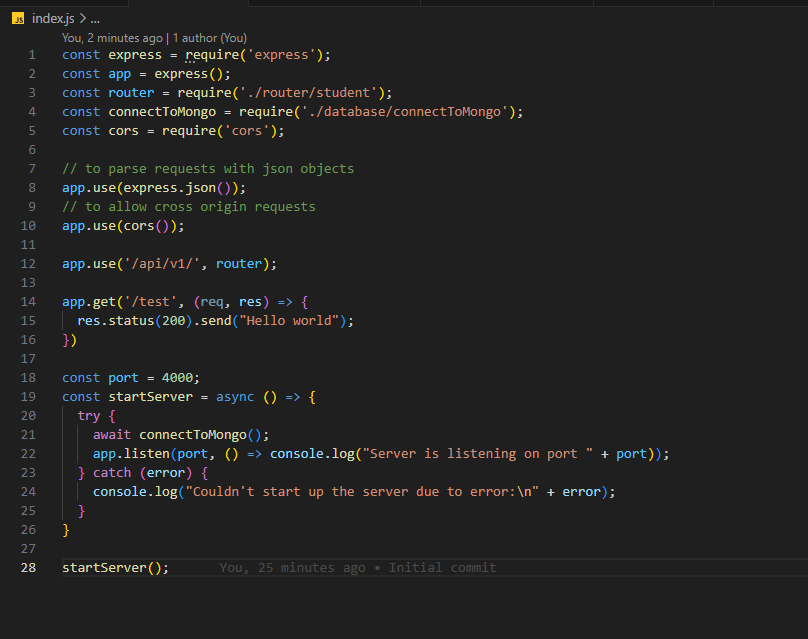 JS index.js > ...
You, 2 minutes ago | 1 author (You)
1 const express = require('express');
2 const app = express();
3 const router = require('./router/student');
4 const connectToMongo = require('./database/connectToMongo');
5 const cors = require('cors');
6
7 // to parse requests with json objects
8 app.use(express.json());
9 // to allow cross origin requests
10 app.use(cors());
11
12 app.use('/api/v1/', router);
13
14 app.get('/test', (req, res) => {
15   res.status(200).send("Hello world");
16 })
17
18 const port = 4000;
19 const startServer = async () => {
20   try {
21     await connectToMongo();
22     app.listen(port, () => console.log("Server is listening on port " + port));
23   } catch (error) {
24     console.log("Couldn't start up the server due to error:\n" + error);
25   }
26 }
27
28 startServer(); You, 25 minutes ago • Initial commit